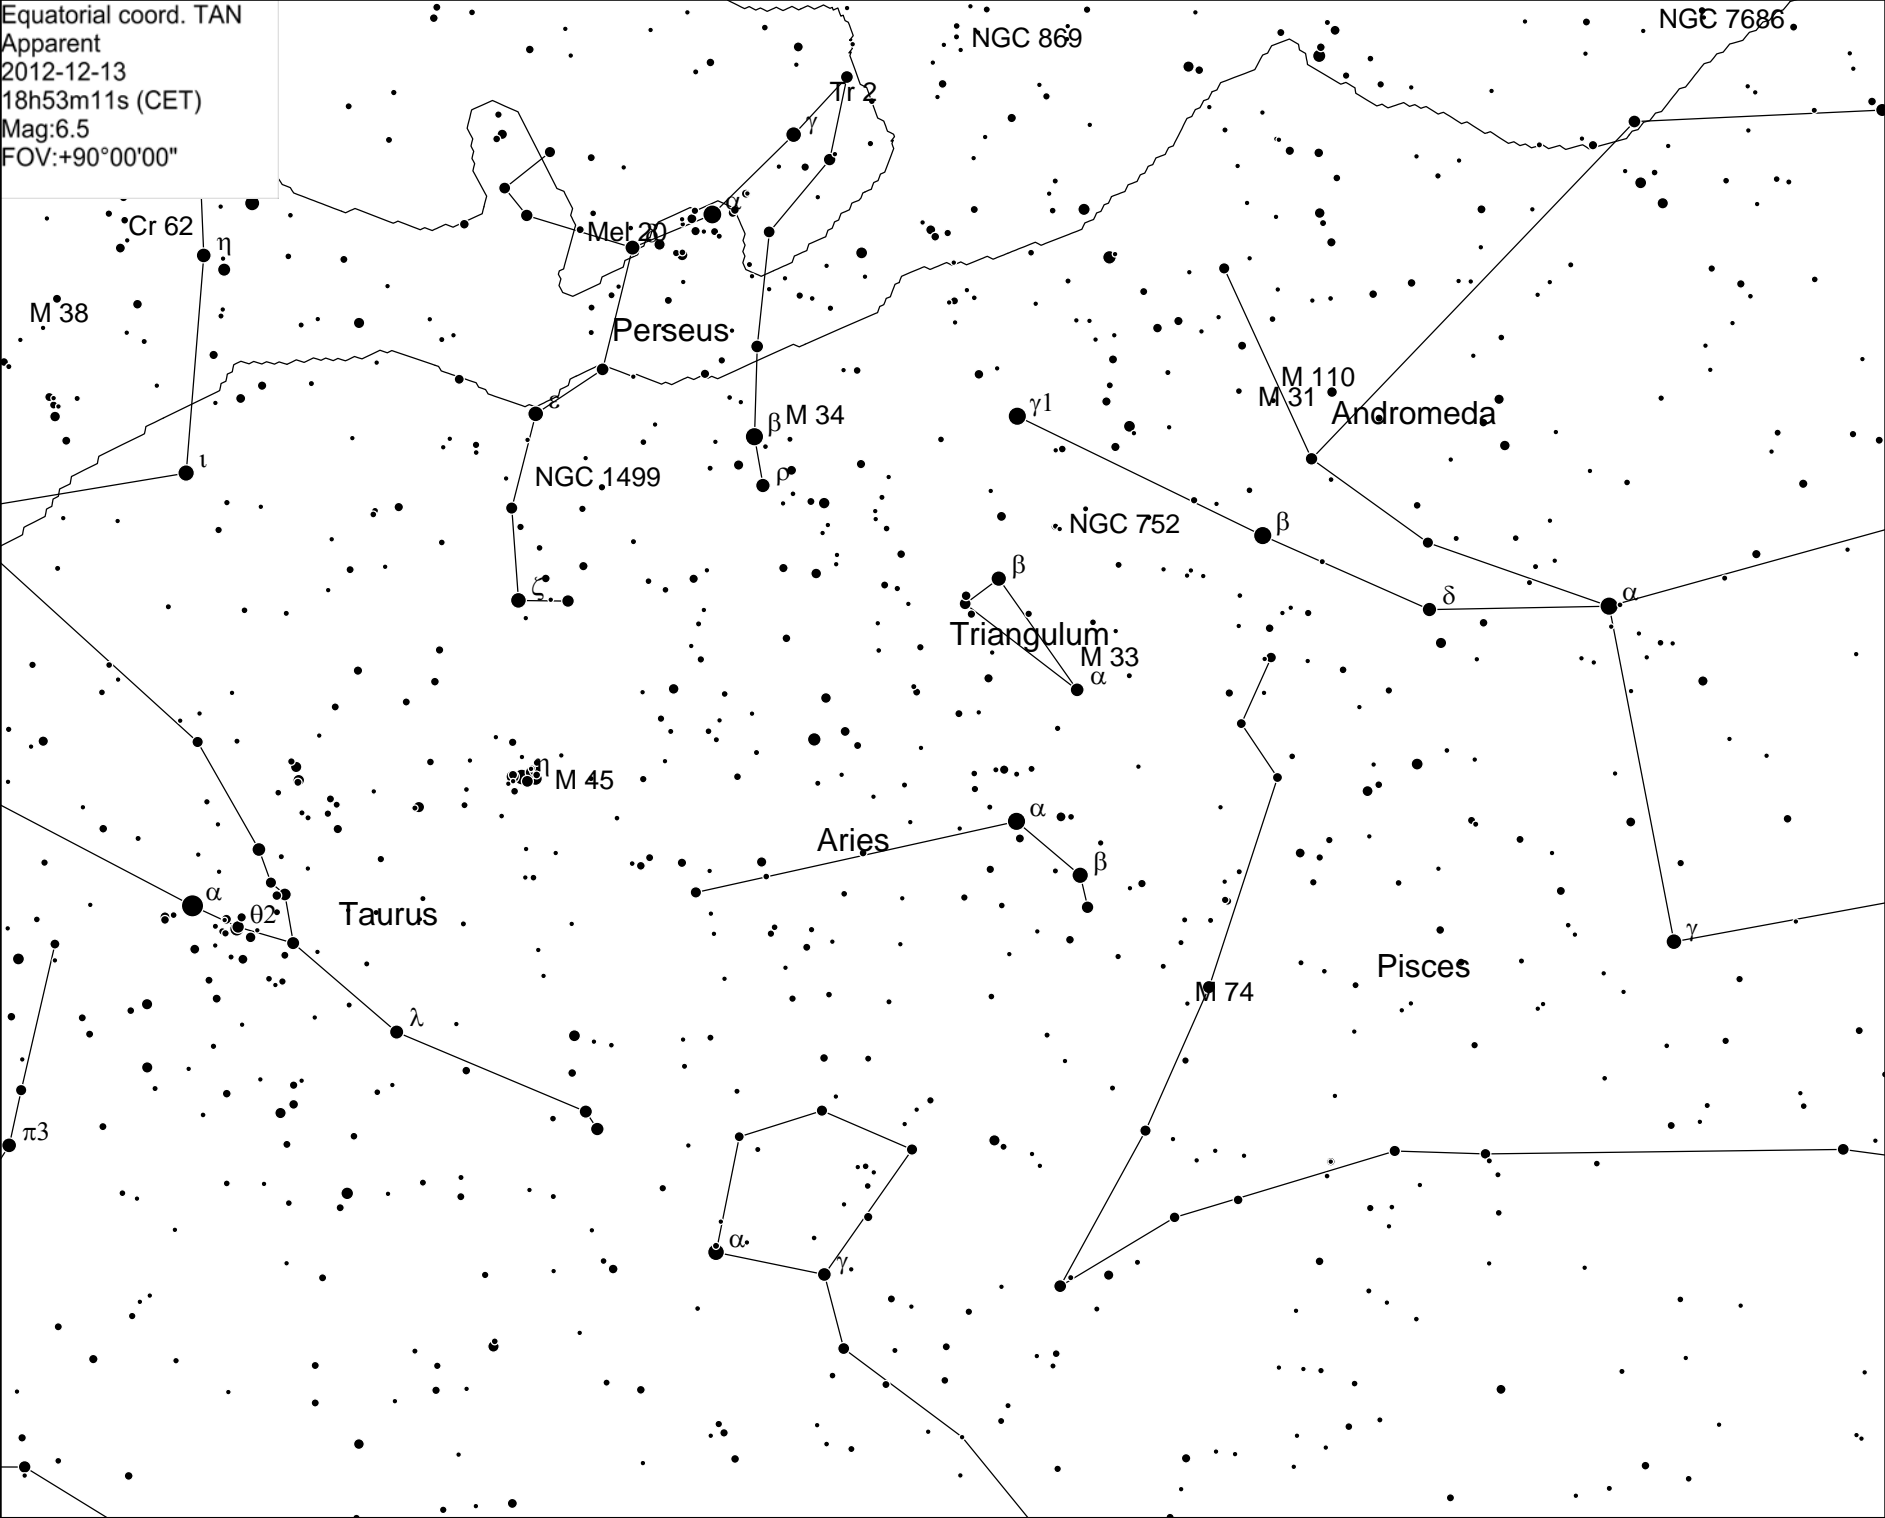 Equatorial coord. TAN
Apparent
2012-12-13
18h53m11s (CET)
Mag:6.5
FOV:+90°00'00"
NGC 7686
NGC 869
Tr 2
γ
α
Cr 62
Mel 20
δ
η
M 38
Perseus
M 110
M 31
Andromeda
ε
γ1
β
M 34
ι
NGC 1499
ρ
NGC 752
β
β
ζ
δ
α
Triangulum
M 33
α
η
M 45
α
Aries
β
α
θ2
Taurus
γ
Pisces
M 74
λ
π3
α
γ